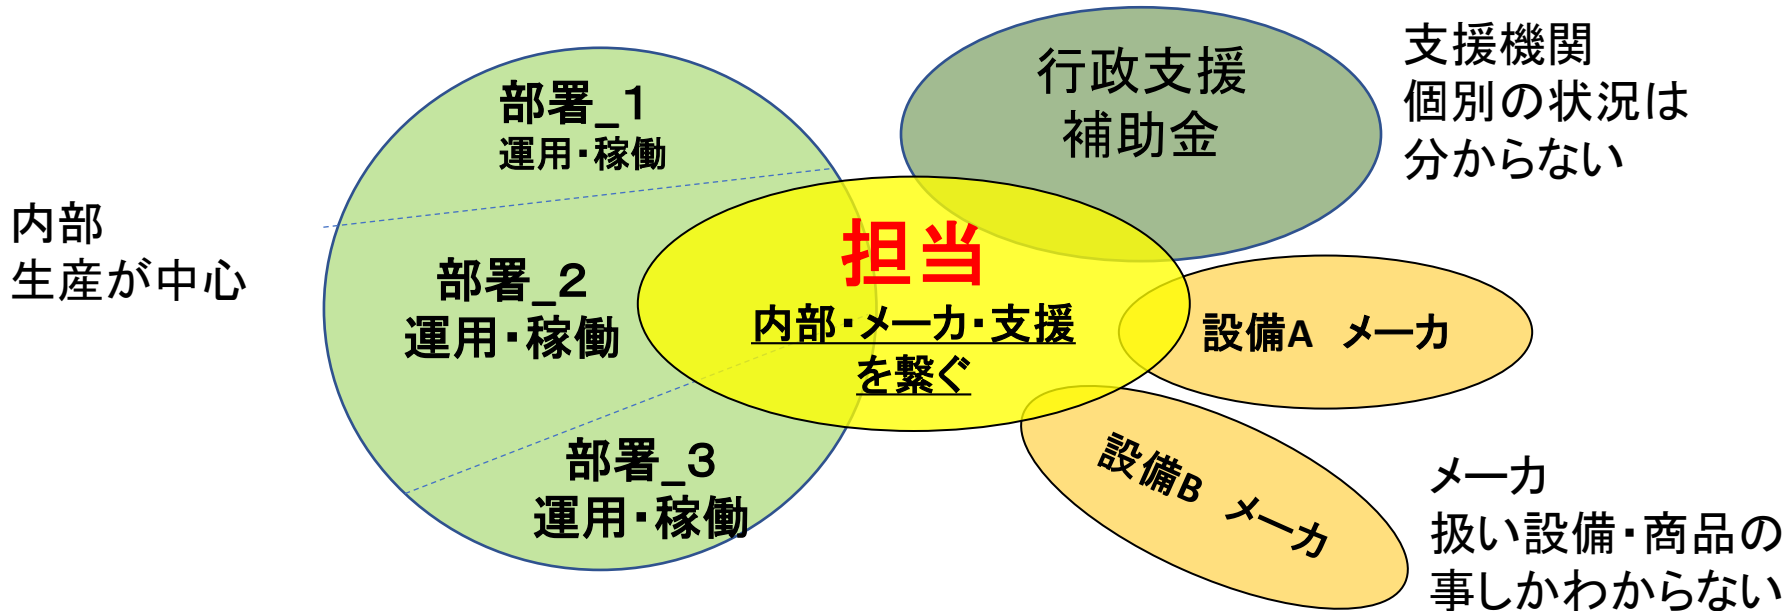 内部
生産が中心
部署_1
運用・稼働
部署_2
運用・稼働
部署_3
運用・稼働
担当
内部・メーカ・支援
を繋ぐ
行政支援
補助金
支援機関
個別の状況は
分からない
設備A　メーカ
設備B　メーカ
メーカ
扱い設備・商品の
事しかわからない